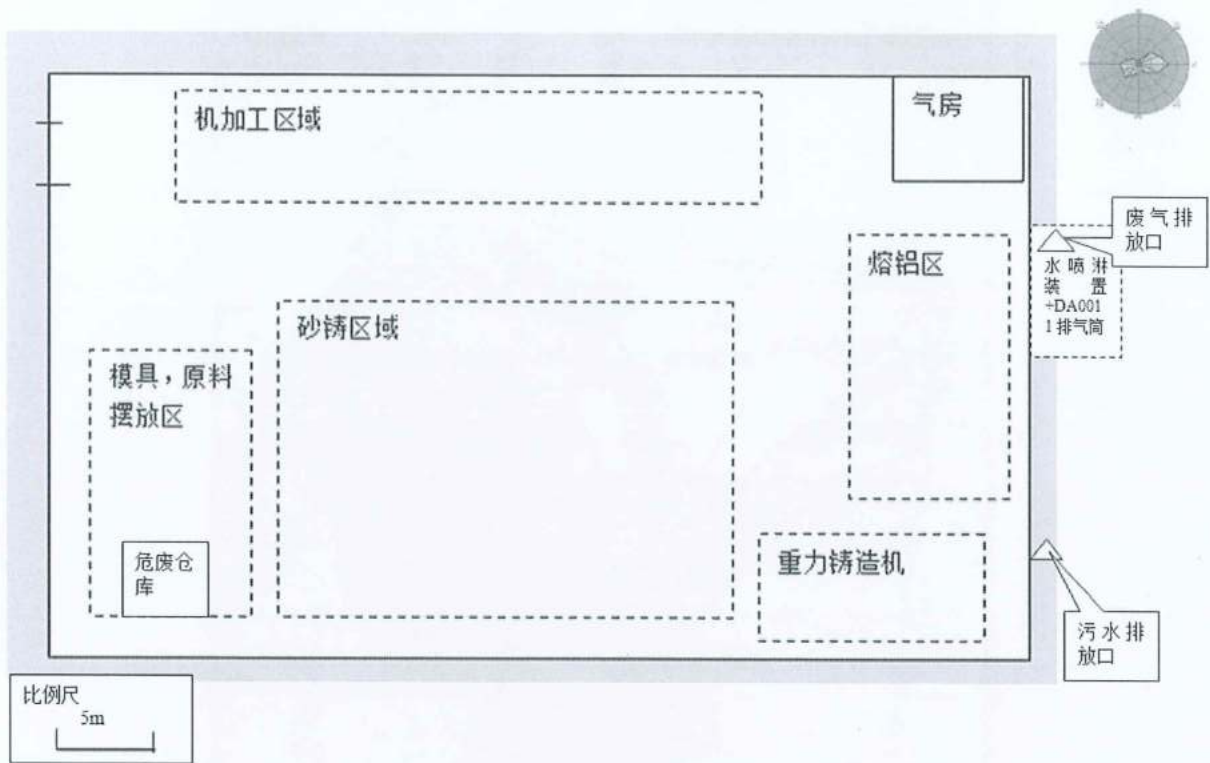 机加工区域
气房
废气排
放口
熔铝区
水喷淋
装置
+DA001
1排气筒
砂铸区域
模具，原料
摆放区
危废仓
库
重力铸造机
污水排
放口
比例尺
5m